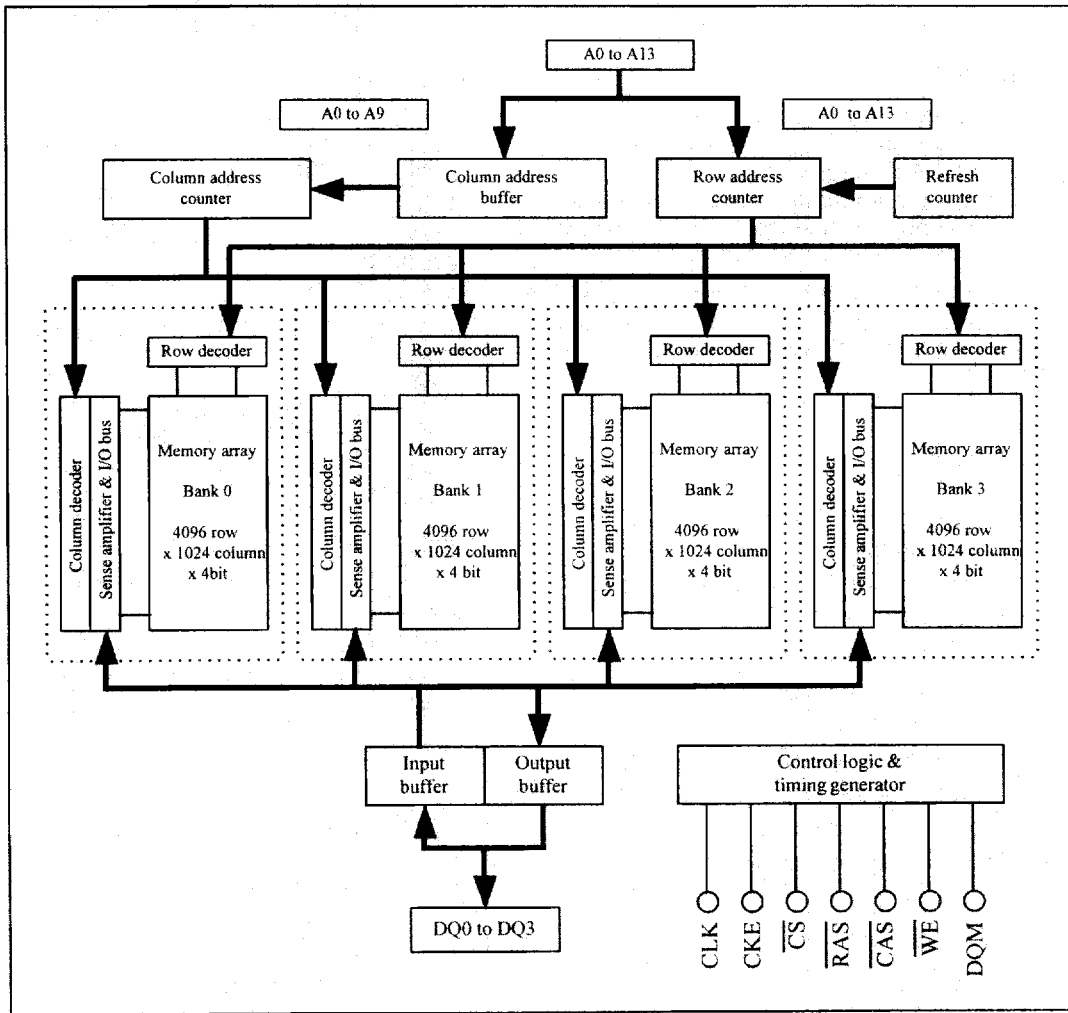 A0 to A13
A0 to A9
A0 to A13
Column address
counter
Column address
buffer
Row address
counter
Refresh
counter
Row decoder
Row decoder
Row decoder
Row decoder
Column decoder
Sense amplifier & I/O bus
Memory array
Bank 0
4096 row
x 1024 column
x 4bit
Column decoder
Sense amplifier & I/O bus
Memory array
Bank 1
4096 row
x 1024 column
x 4 bit
Column decoder
Sense amplifier & I/O bus
Memory array
Bank 2
4096 row
x 1024 column
x 4 bit
Column decoder
Sense amplifier & I/O bus
Memory array
Bank 3
4096 row
x 1024 column
x 4 bit
Input
buffer
Output
buffer
Control logic &
timing generator
DQ0 to DQ3
CLK
CKE
C̅S̅
R̅A̅S̅
C̅A̅S̅
W̅E̅
DQM